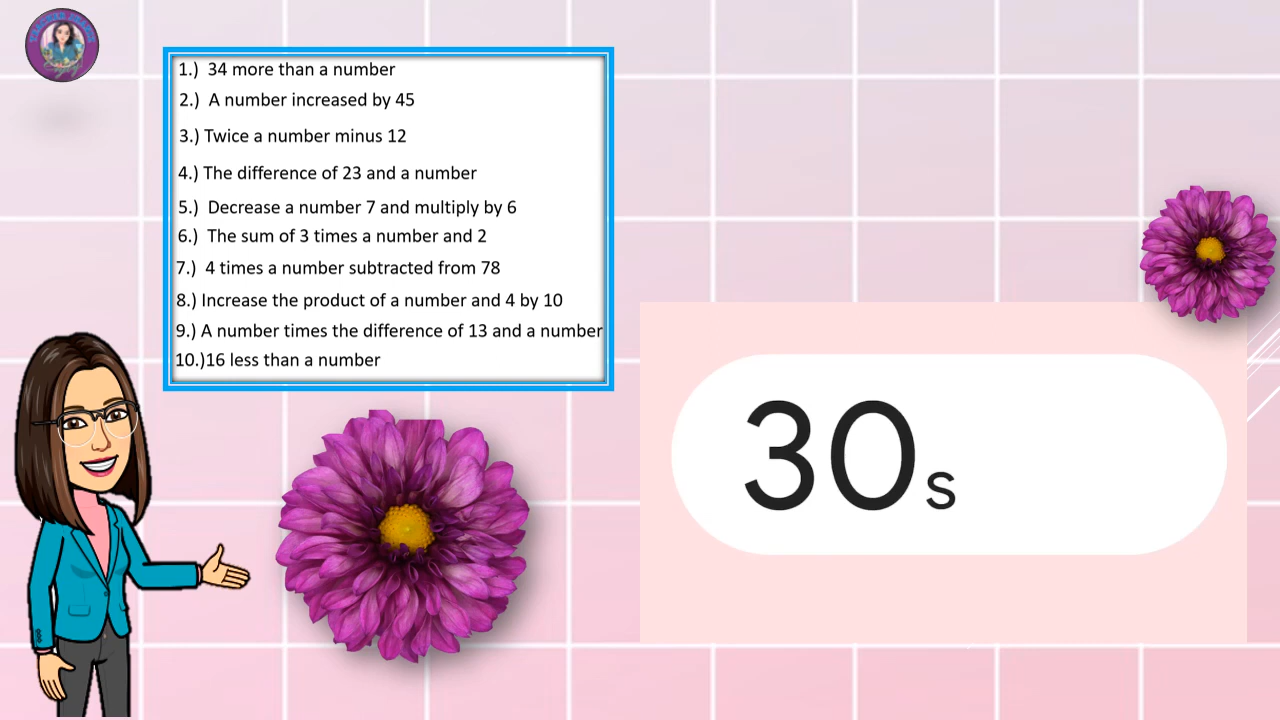 1.) 34 more than a number
2.) A number increased by 45
3.) Twice a number minus 12
4.) The difference of 23 and a number
5.) Decrease a number 7 and multiply by 6
6.) The sum of 3 times a number and 2
7.) 4 times a number subtracted from 78
8.) Increase the product of a number and 4 by 10
9.) A number times the difference of 13 and a number
10.)16 less than a number
30s